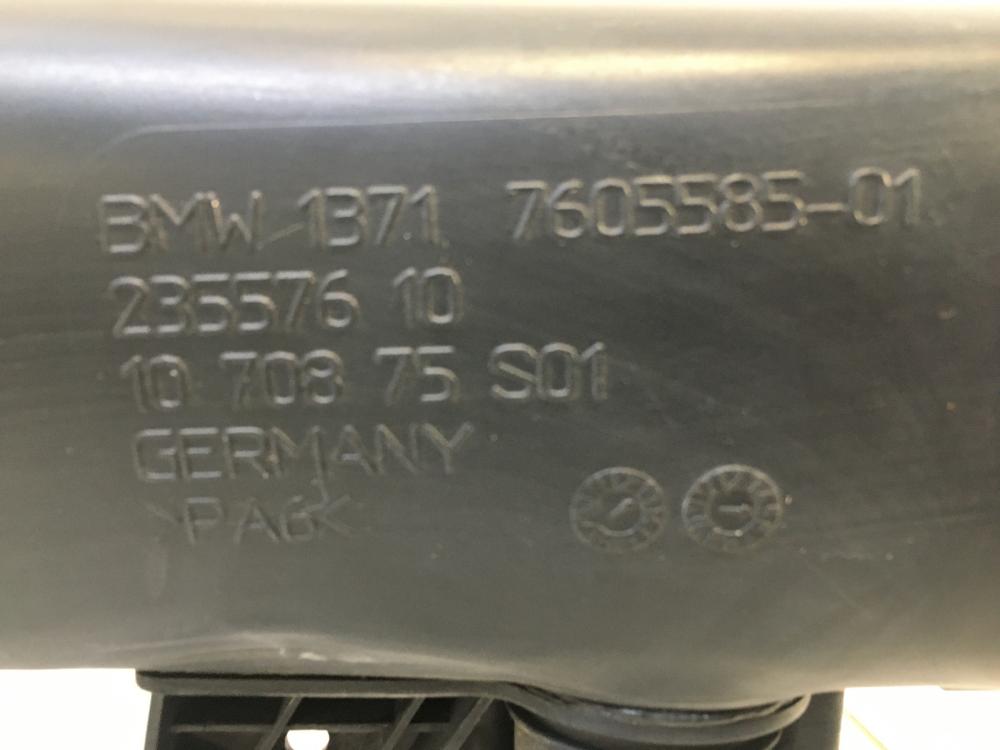 BMW 1371 7605585-01
235576 10
10 708 75 S01
GERMANY
>PA6<